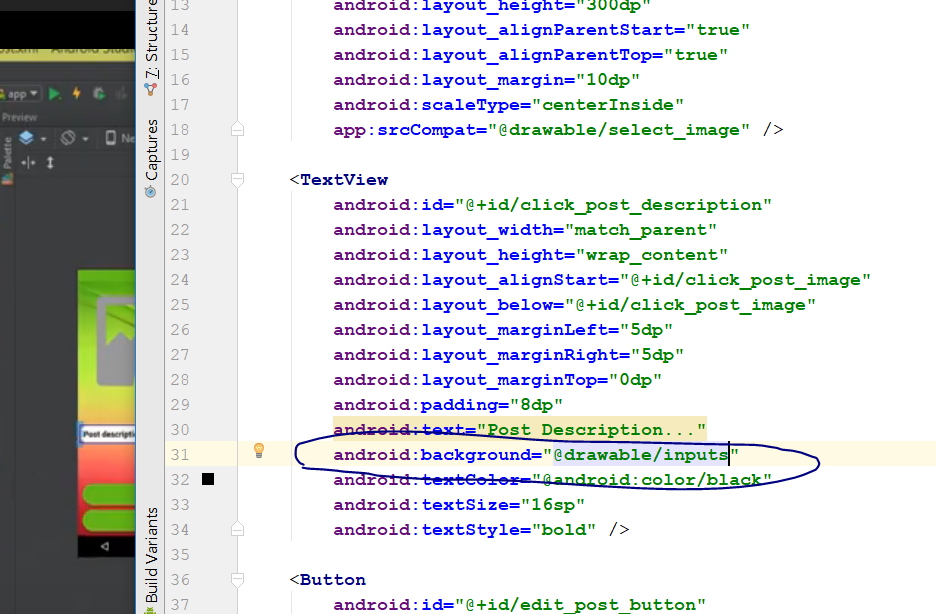 13 android:layout_height="300dp"
14 android:layout_alignParentStart="true"
15 android:layout_alignParentTop="true"
16 android:layout_margin="10dp"
17 android:scaleType="centerInside"
18 app:srcCompat="@drawable/select_image" />
19
20 <TextView
21 android:id="@+id/click_post_description"
22 android:layout_width="match_parent"
23 android:layout_height="wrap_content"
24 android:layout_alignStart="@+id/click_post_image"
25 android:layout_below="@+id/click_post_image"
26 android:layout_marginLeft="5dp"
27 android:layout_marginRight="5dp"
28 android:layout_marginTop="0dp"
29 android:padding="8dp"
30 android:text="Post Description..."
31 android:background="@drawable/inputs"
32 android:textColor="@android:color/black"
33 android:textSize="16sp"
34 android:textStyle="bold" />
35
36 <Button
37 android:id="@+id/edit_post_button"
7: Structure
Captures
Build Variants
app
Preview
Palette
Ne
Post descripti